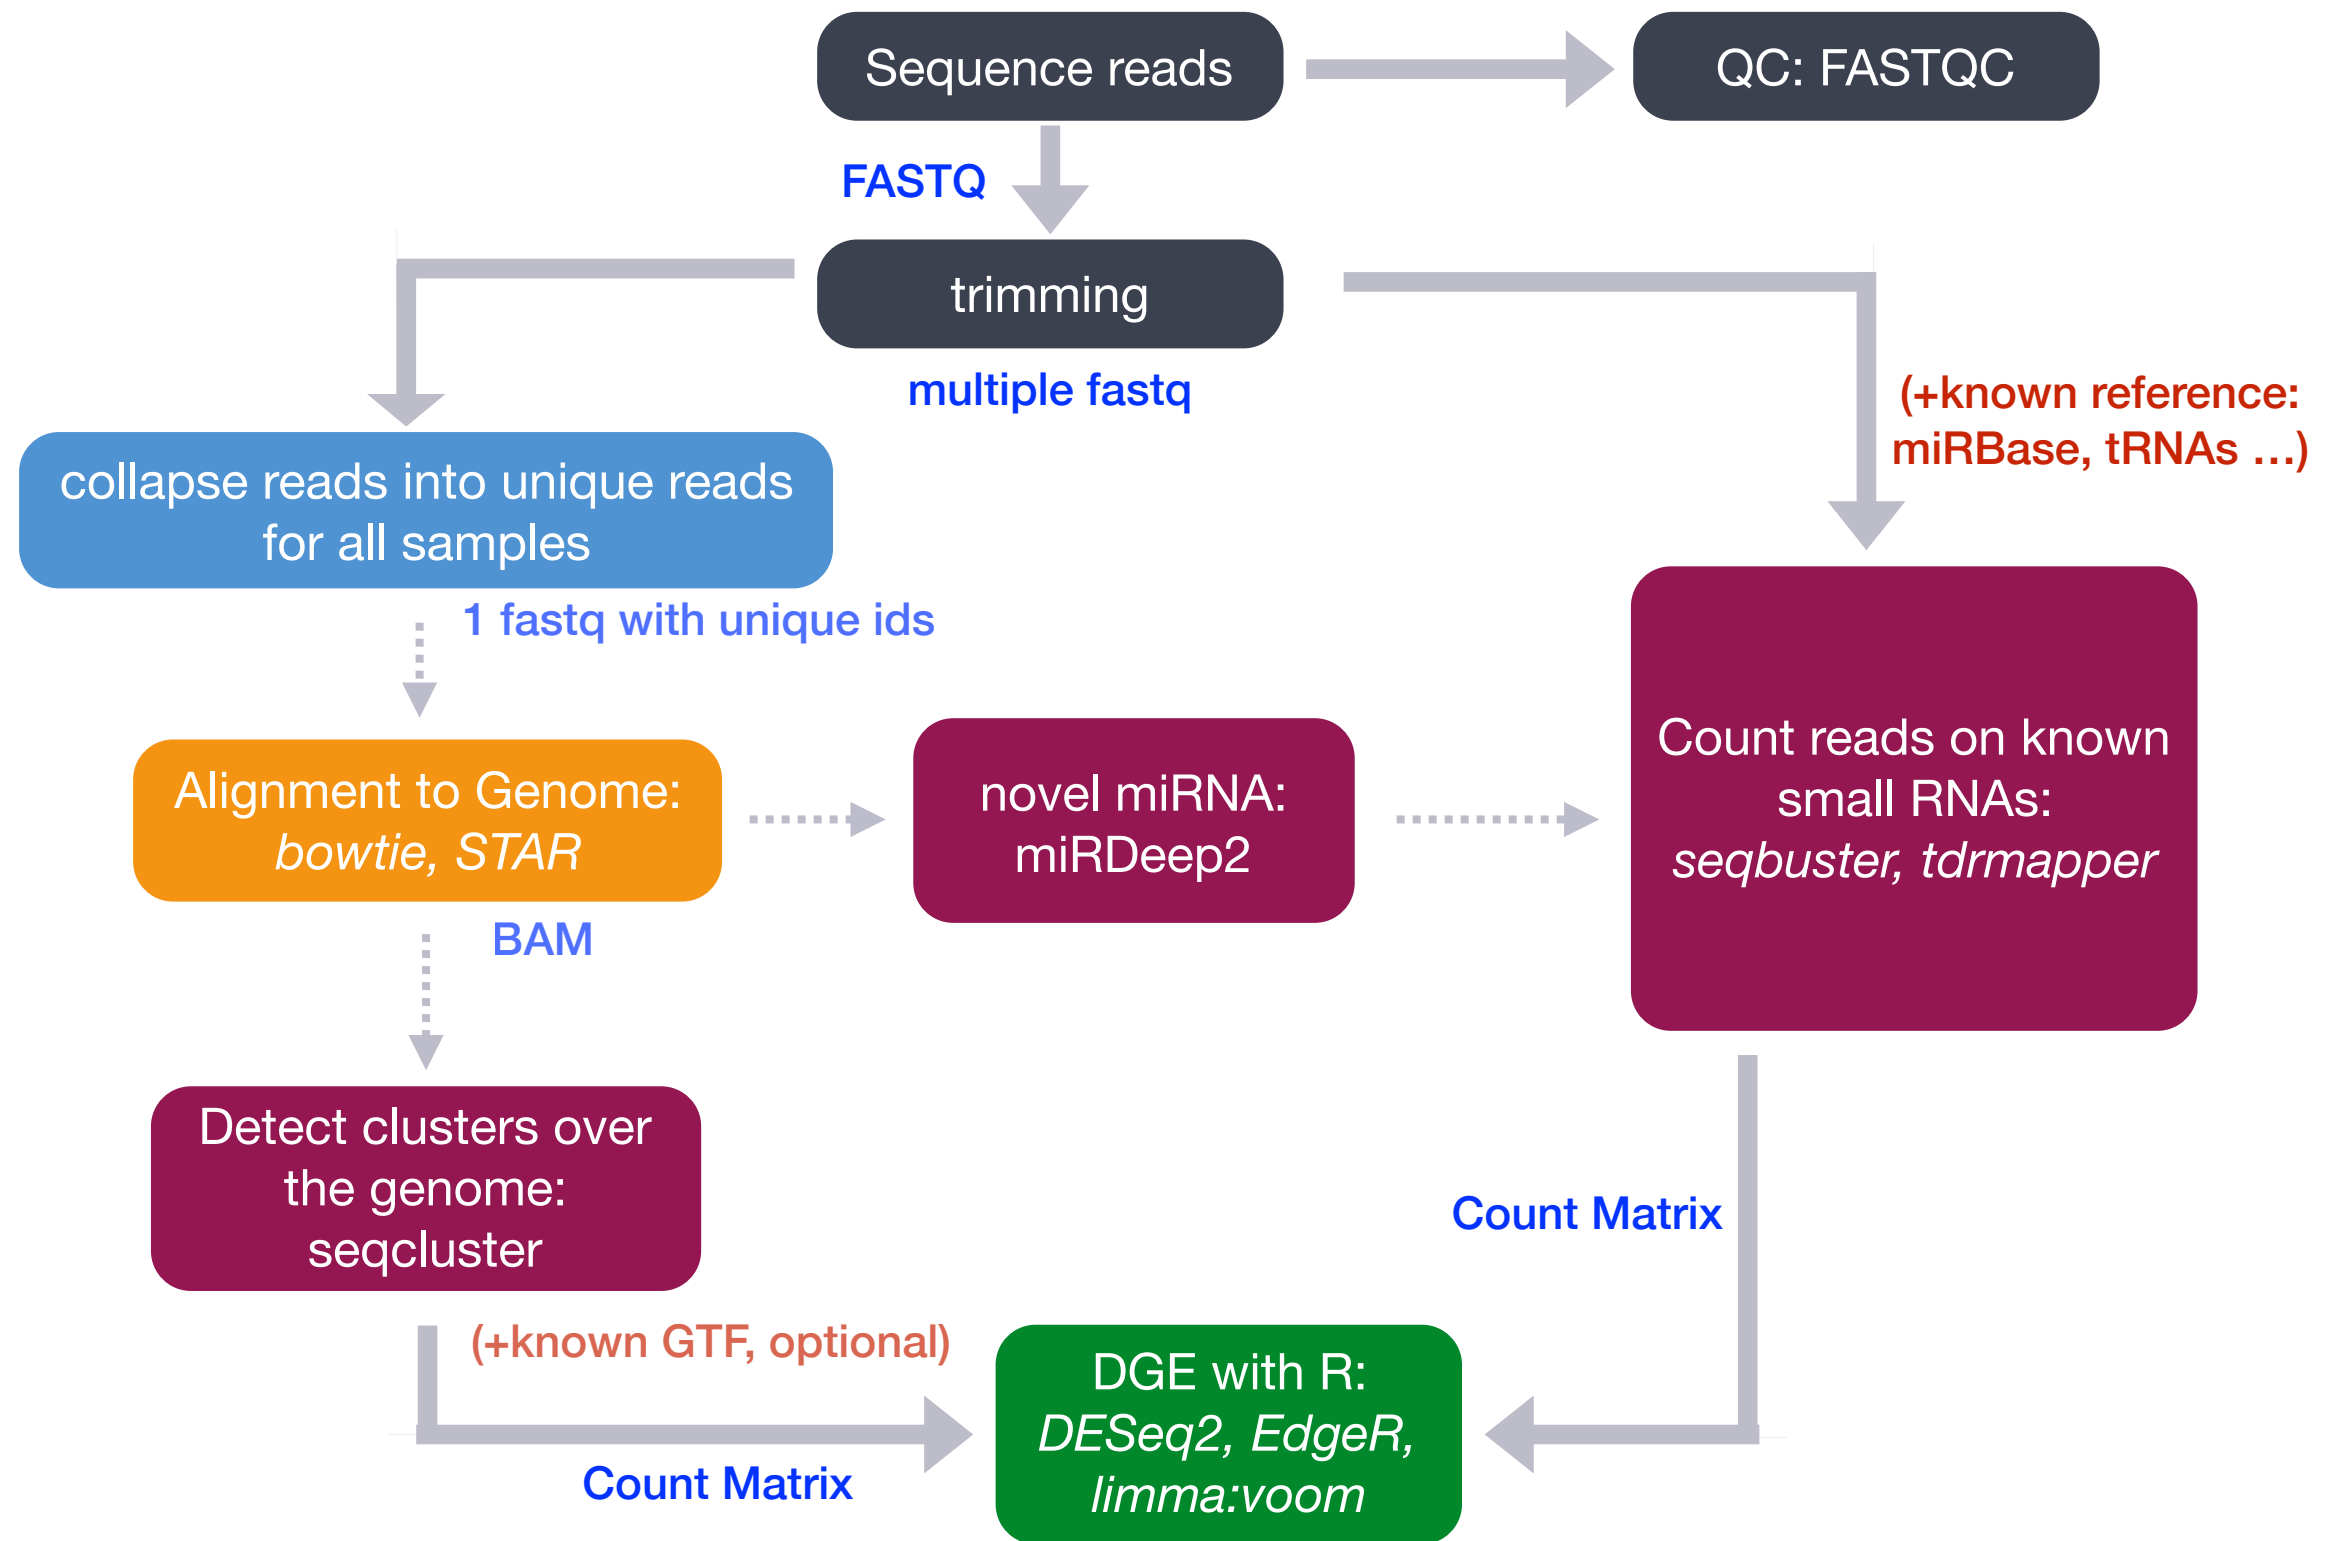 Sequence reads
QC: FASTQC
FASTQ
trimming
multiple fastq
(+known reference:
miRBase, tRNAs …)
collapse reads into unique reads
for all samples
1 fastq with unique ids
Alignment to Genome:
bowtie, STAR
novel miRNA:
miRDeep2
Count reads on known
small RNAs:
seqbuster, tdrmapper
BAM
Detect clusters over
the genome:
seqcluster
Count Matrix
(+known GTF, optional)
DGE with R:
DESeq2, EdgeR,
limma:voom
Count Matrix